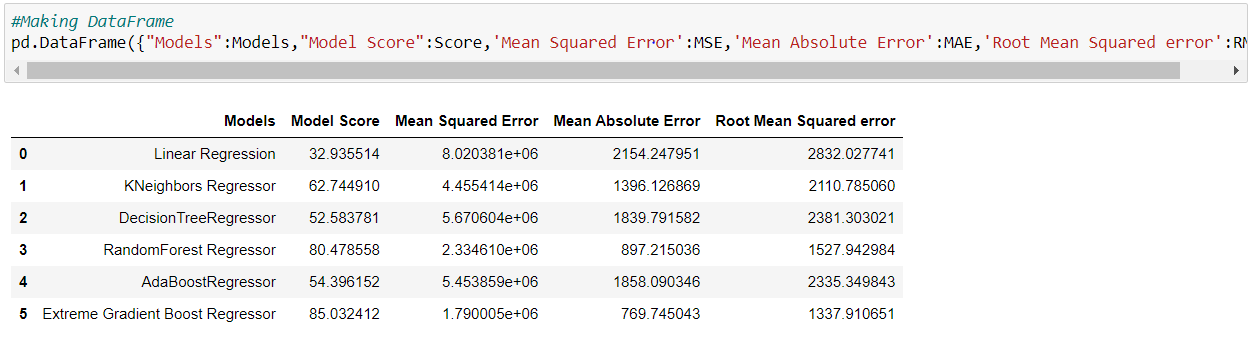 #Making DataFrame
pd.DataFrame({"Models":Models,"Model Score":Score,'Mean Squared Error':MSE,'Mean Absolute Error':MAE,'Root Mean Squared error':RM
Models Model Score Mean Squared Error Mean Absolute Error Root Mean Squared error
0 Linear Regression 32.935514 8.020381e+06 2154.247951 2832.027741
1 KNeighbors Regressor 62.744910 4.455414e+06 1396.126869 2110.785060
2 DecisionTreeRegressor 52.583781 5.670604e+06 1839.791582 2381.303021
3 RandomForest Regressor 80.478558 2.334610e+06 897.215036 1527.942984
4 AdaBoostRegressor 54.396152 5.453859e+06 1858.090346 2335.349843
5 Extreme Gradient Boost Regressor 85.032412 1.790005e+06 769.745043 1337.910651